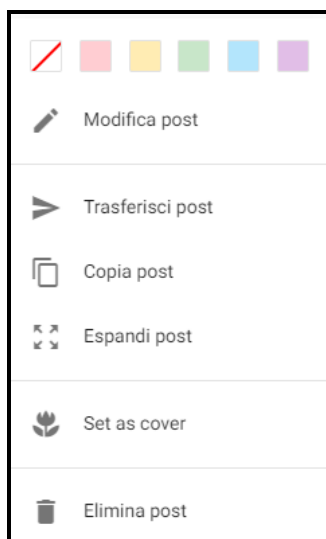 Modifica post
Trasferisci post
Copia post
Espandi post
Set as cover
Elimina post